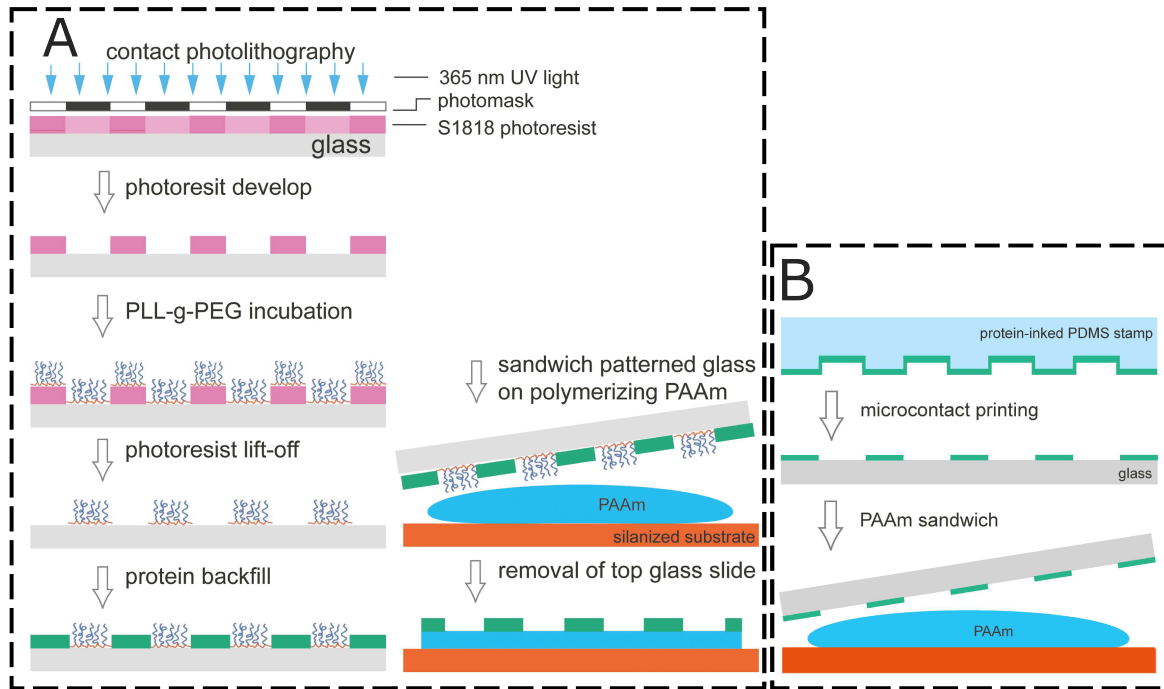 A
contact photolithography
365 nm UV light
photomask
S1818 photoresist
glass
photoresit develop
PLL-g-PEG incubation
photoresist lift-off
protein backfill
sandwich patterned glass
on polymerizing PAAm
PAAm
silanized substrate
removal of top glass slide
B
protein-inked PDMS stamp
microcontact printing
glass
PAAm sandwich
PAAm